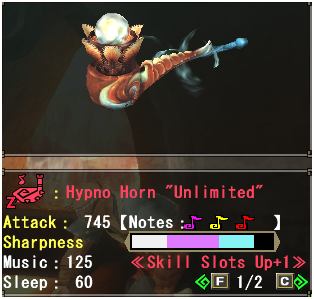 Z : Hypno Horn "Unlimited"
Attack : 745 【Notes : ♪ ♪ ♪ 】
Sharpness
Music : 125 ≪Skill Slots Up+1≫
Sleep : 60 F 1/2 C